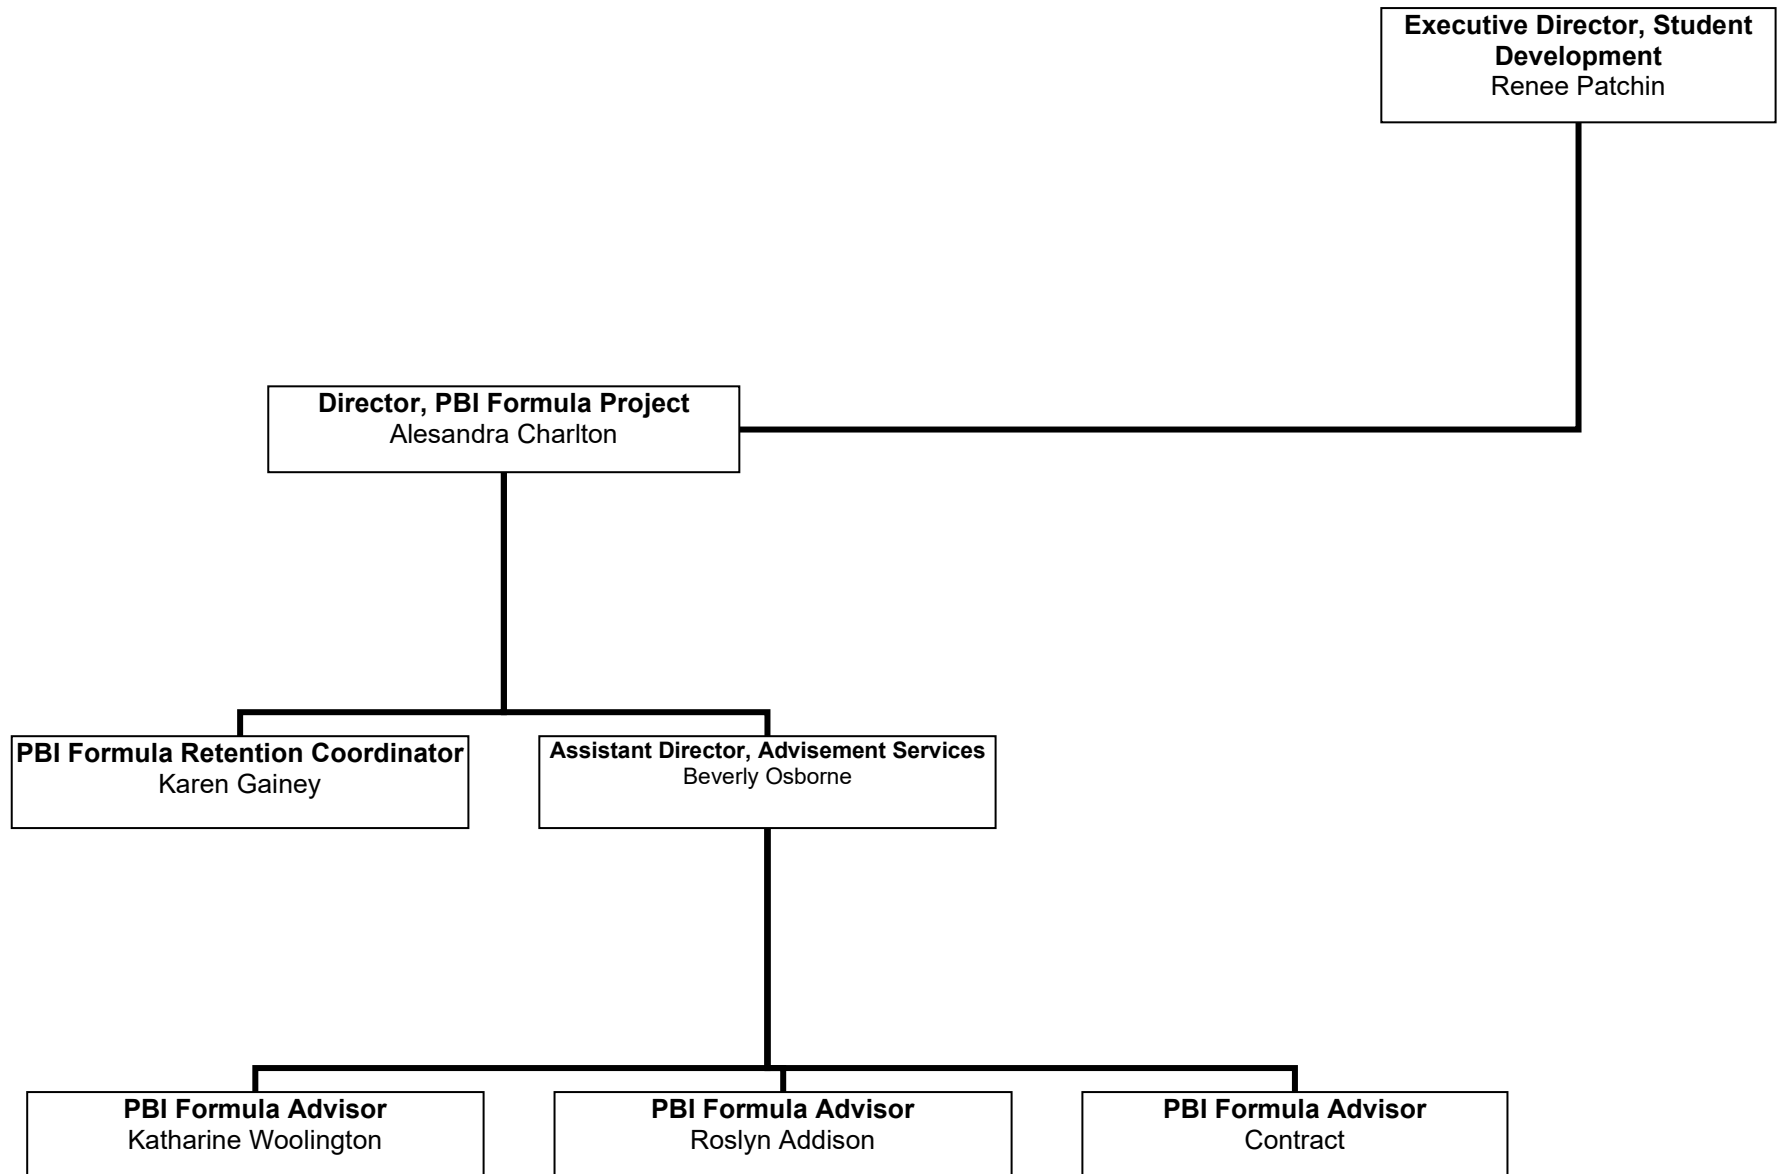 Executive Director, Student
Development
Renee Patchin
Director, PBI Formula Project
Alesandra Charlton
PBI Formula Retention Coordinator
Karen Gainey
Assistant Director, Advisement Services
Beverly Osborne
PBI Formula Advisor
Katharine Woolington
PBI Formula Advisor
Roslyn Addison
PBI Formula Advisor
Contract